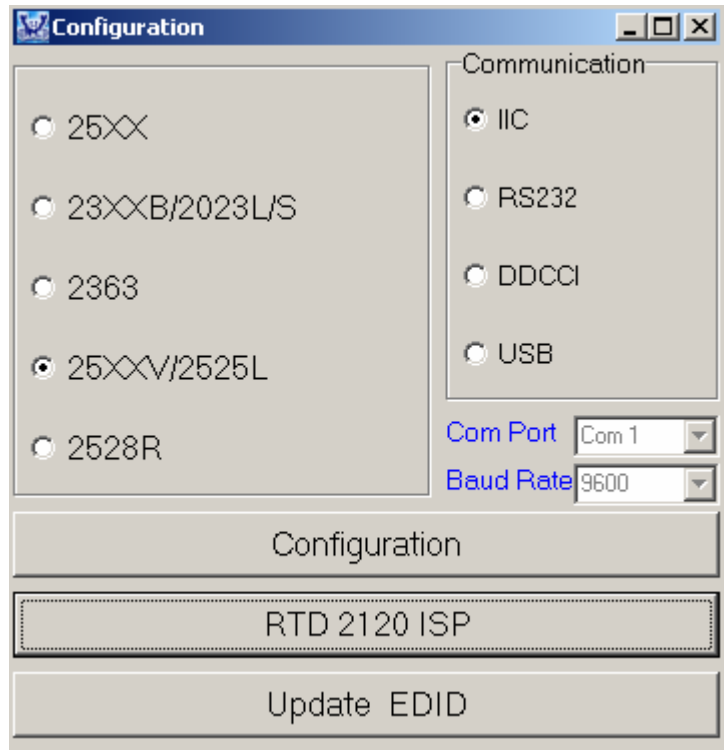 Configuration
25XX
23XXB/2023L/S
2363
25XXV/2525L
2528R
Communication
IIC
RS232
DDCCI
USB
Com Port Com 1
Baud Rate 9600
Configuration
RTD 2120 ISP
Update EDID